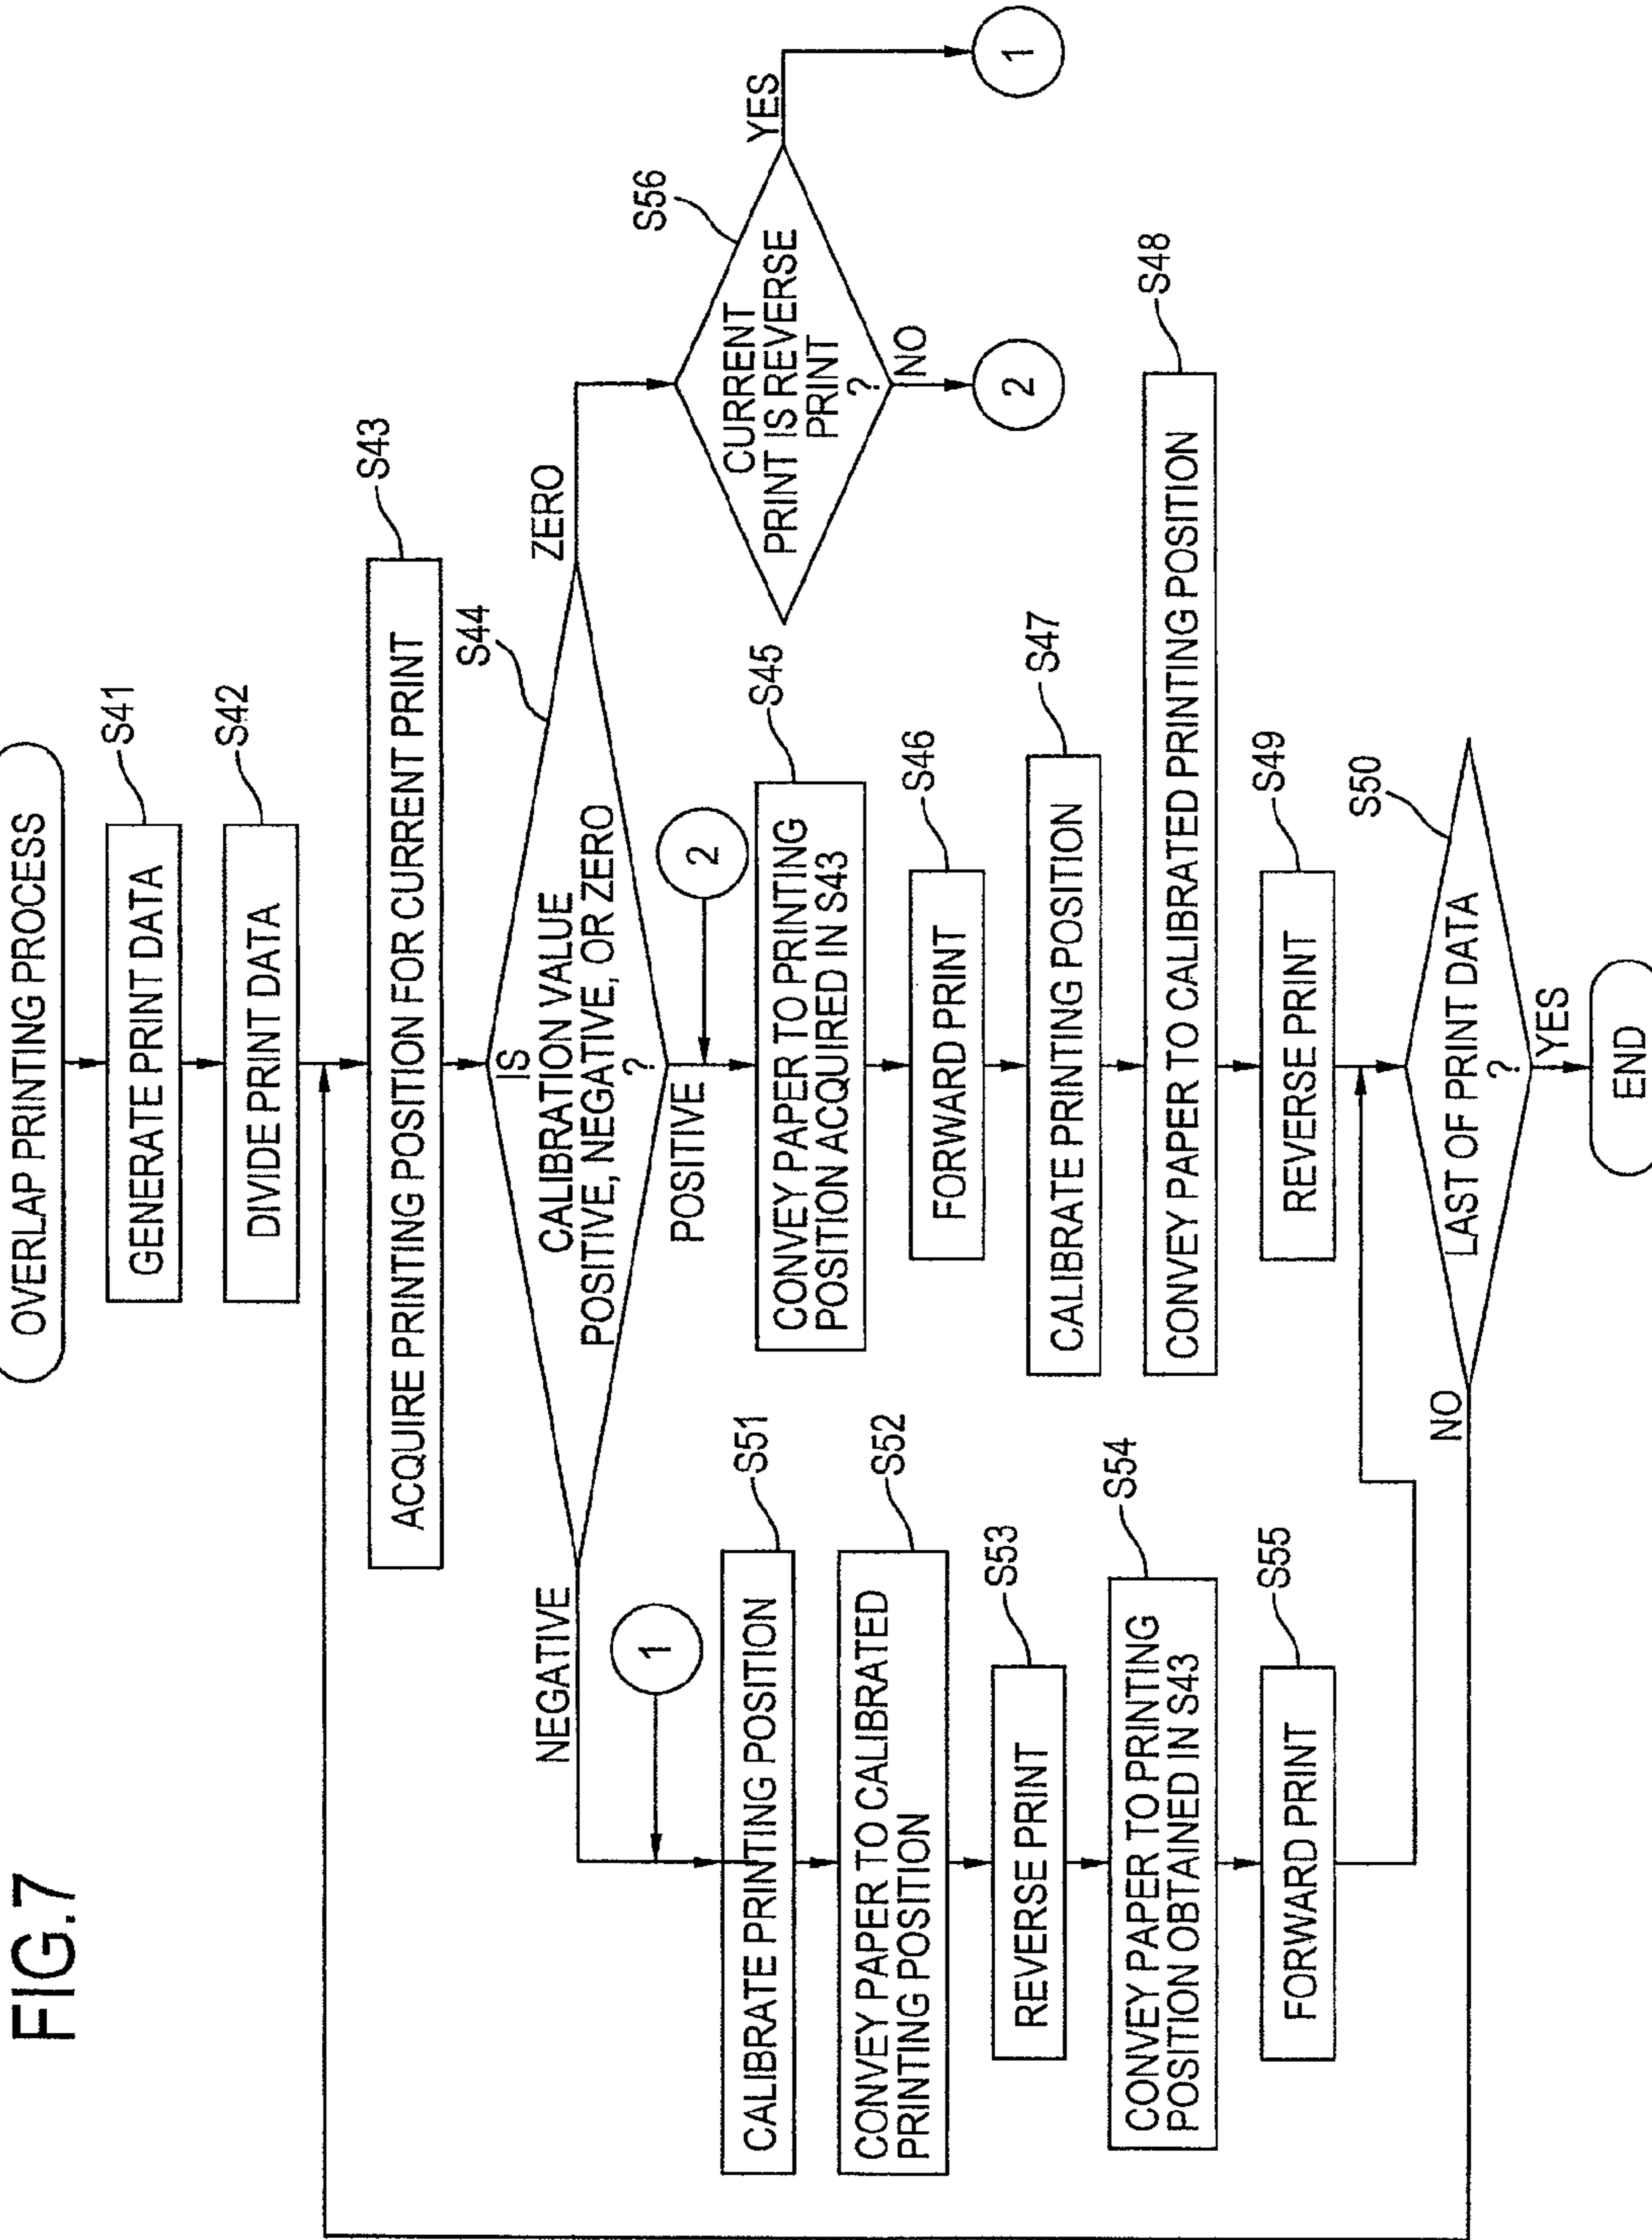 FIG.7
OVERLAP PRINTING PROCESS
GENERATE PRINT DATA
S41
DIVIDE PRINT DATA
S42
ACQUIRE PRINTING POSITION FOR CURRENT PRINT
S43
IS
CALIBRATION VALUE
POSITIVE, NEGATIVE, OR ZERO
?
S44
NEGATIVE
POSITIVE
ZERO
CURRENT
PRINT IS REVERSE
PRINT
?
S56
YES
1
NO
2
1
CALIBRATE PRINTING POSITION
S51
CONVEY PAPER TO CALIBRATED
PRINTING POSITION
S52
REVERSE PRINT
S53
CONVEY PAPER TO PRINTING
POSITION OBTAINED IN S43
S54
FORWARD PRINT
S55
2
CONVEY PAPER TO PRINTING
POSITION ACQUIRED IN S43
S45
FORWARD PRINT
S46
CALIBRATE PRINTING POSITION
S47
CONVEY PAPER TO CALIBRATED PRINTING POSITION
S48
REVERSE PRINT
S49
LAST OF PRINT DATA
?
S50
NO
YES
END